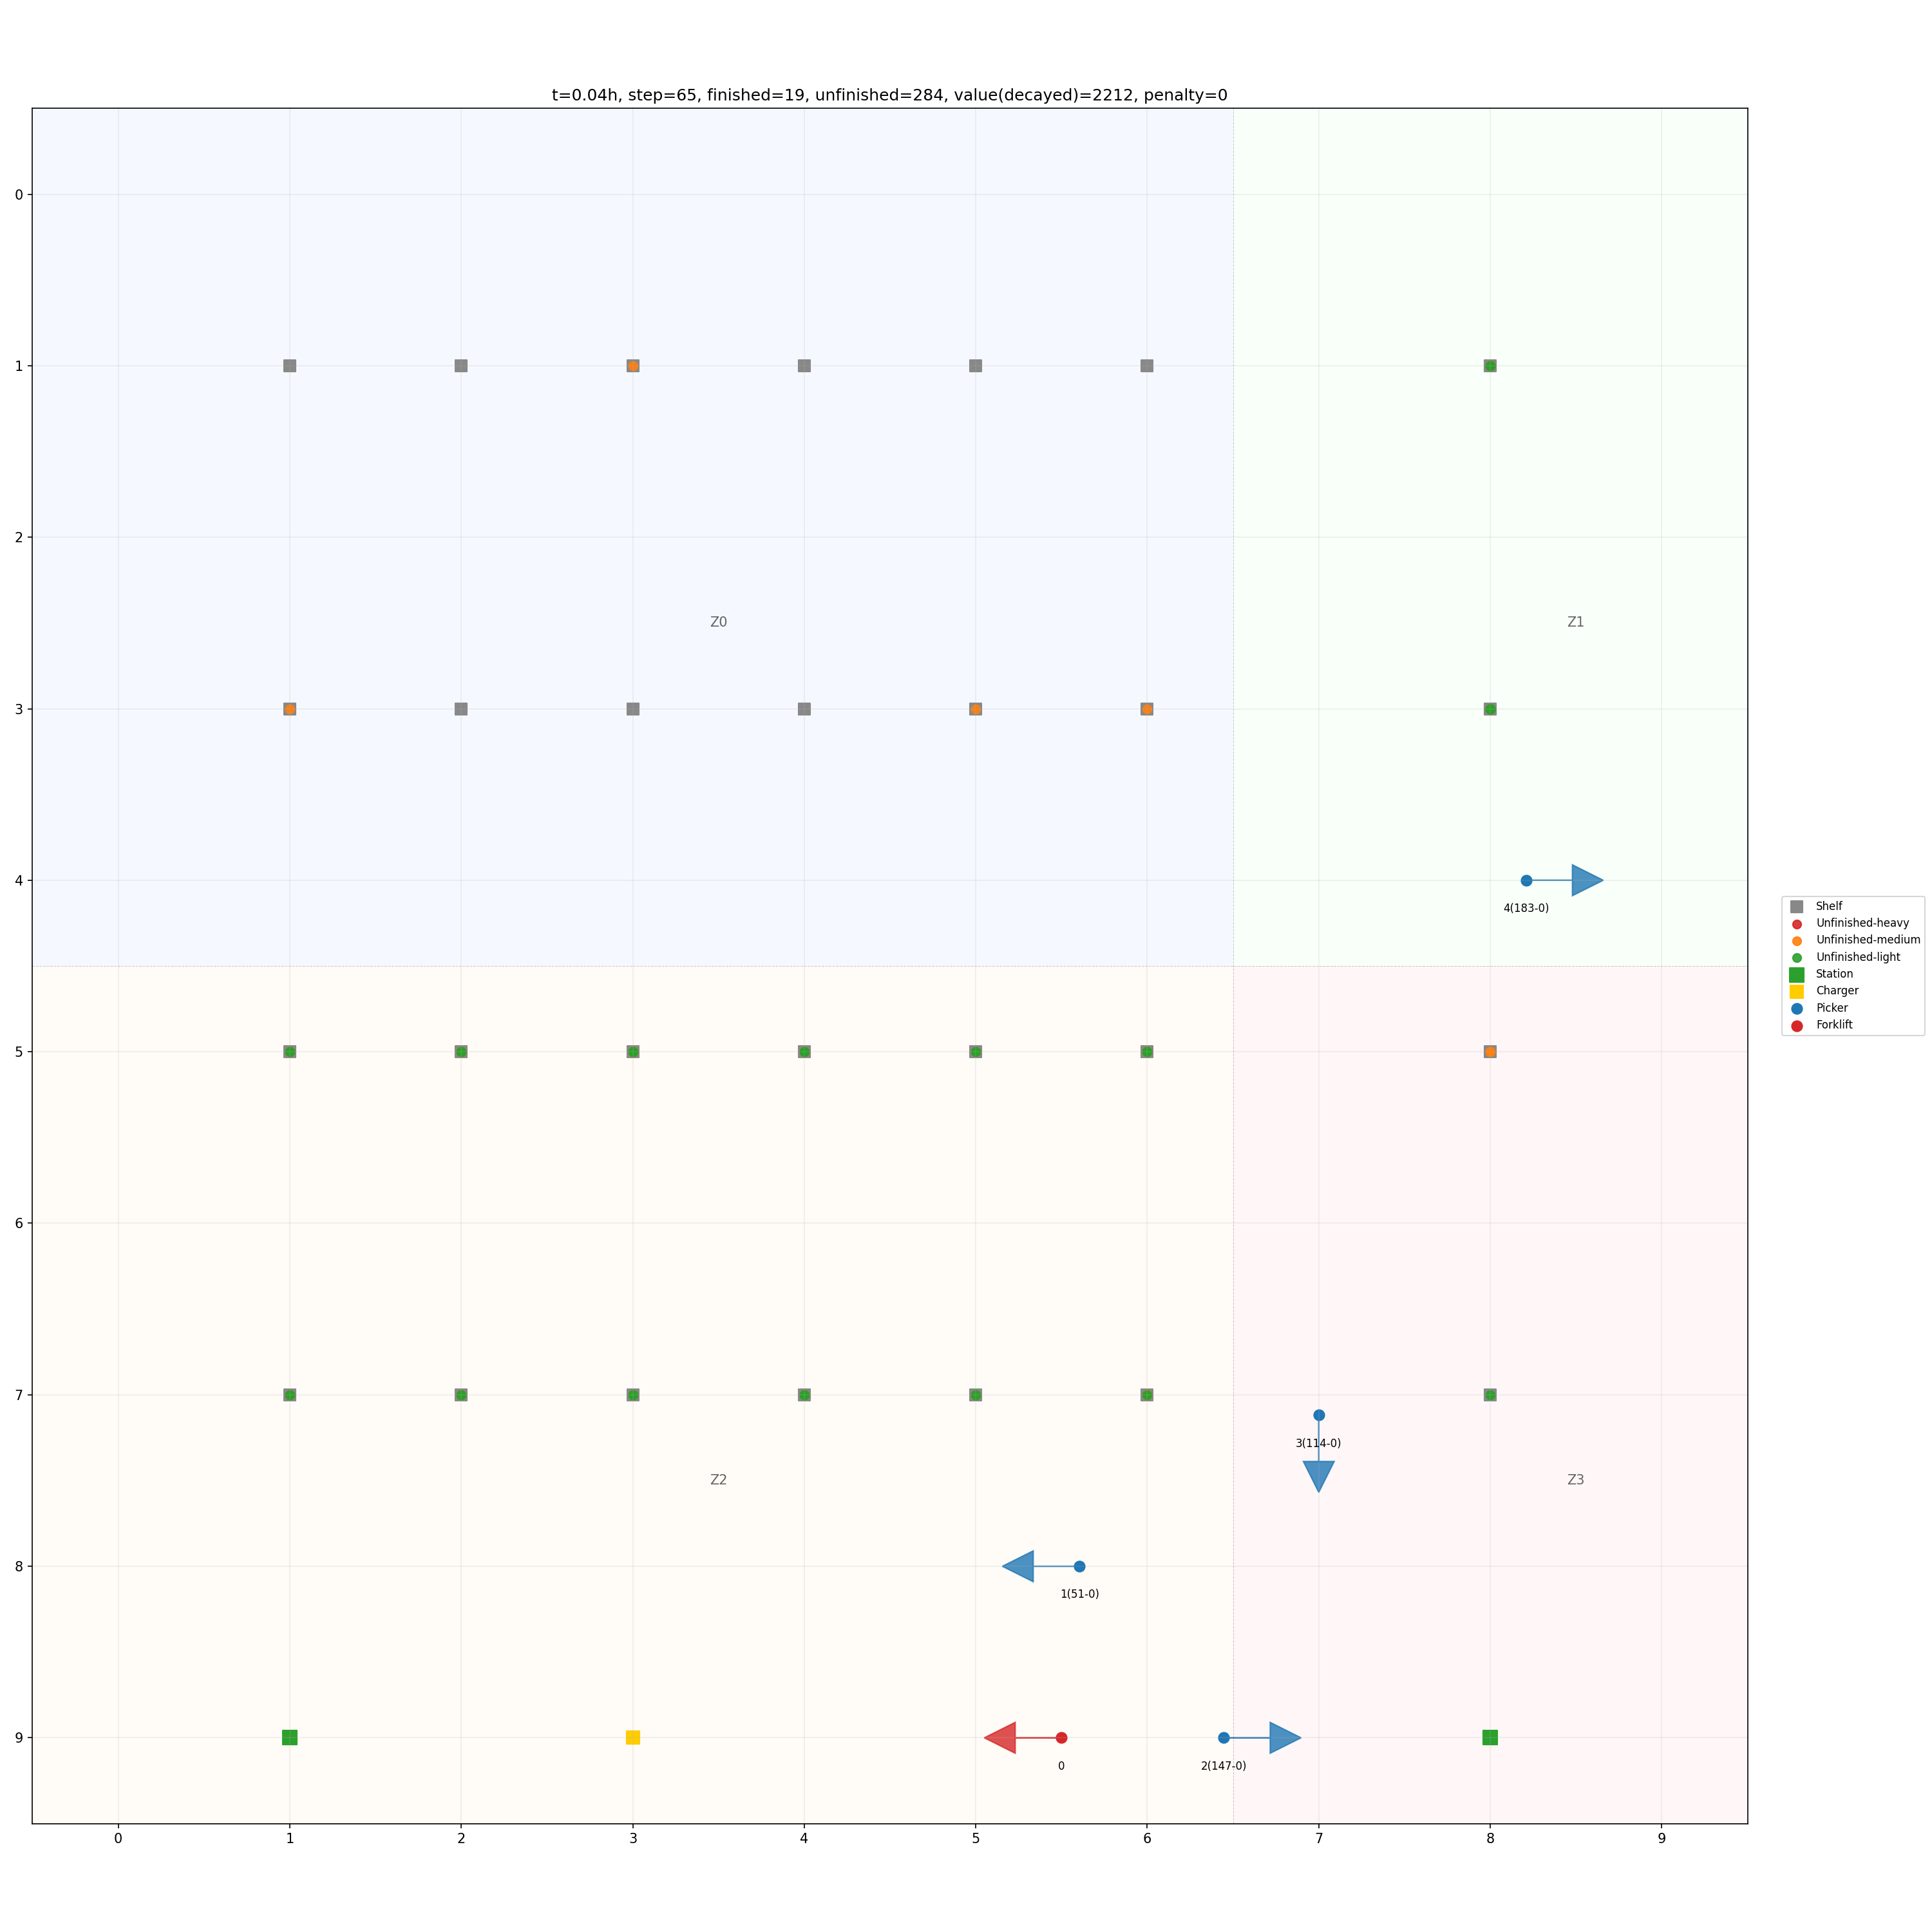 t=0.04h, step=65, finished=19, unfinished=284, value(decayed)=2212, penalty=0
0
1
2
Z0
Z1
3
4
4(183-0)
Shelf
Unfinished-heavy
Unfinished-medium
Unfinished-light
Station
Charger
Picker
Forklift
5
6
7
3(114-0)
Z2
Z3
8
1(51-0)
9
0
2(147-0)
0 1 2 3 4 5 6 7 8 9